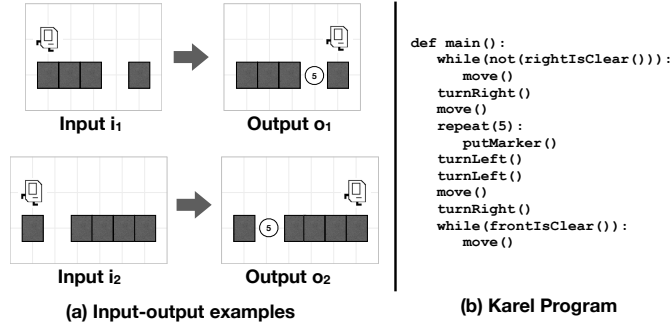 Input i1
Output o1
5
Input i2
Output o2
5
(a) Input-output examples
def main():
while(not(rightIsClear())):
move()
turnRight()
move()
repeat(5):
putMarker()
turnLeft()
turnLeft()
move()
turnRight()
while(frontIsClear()):
move()
(b) Karel Program